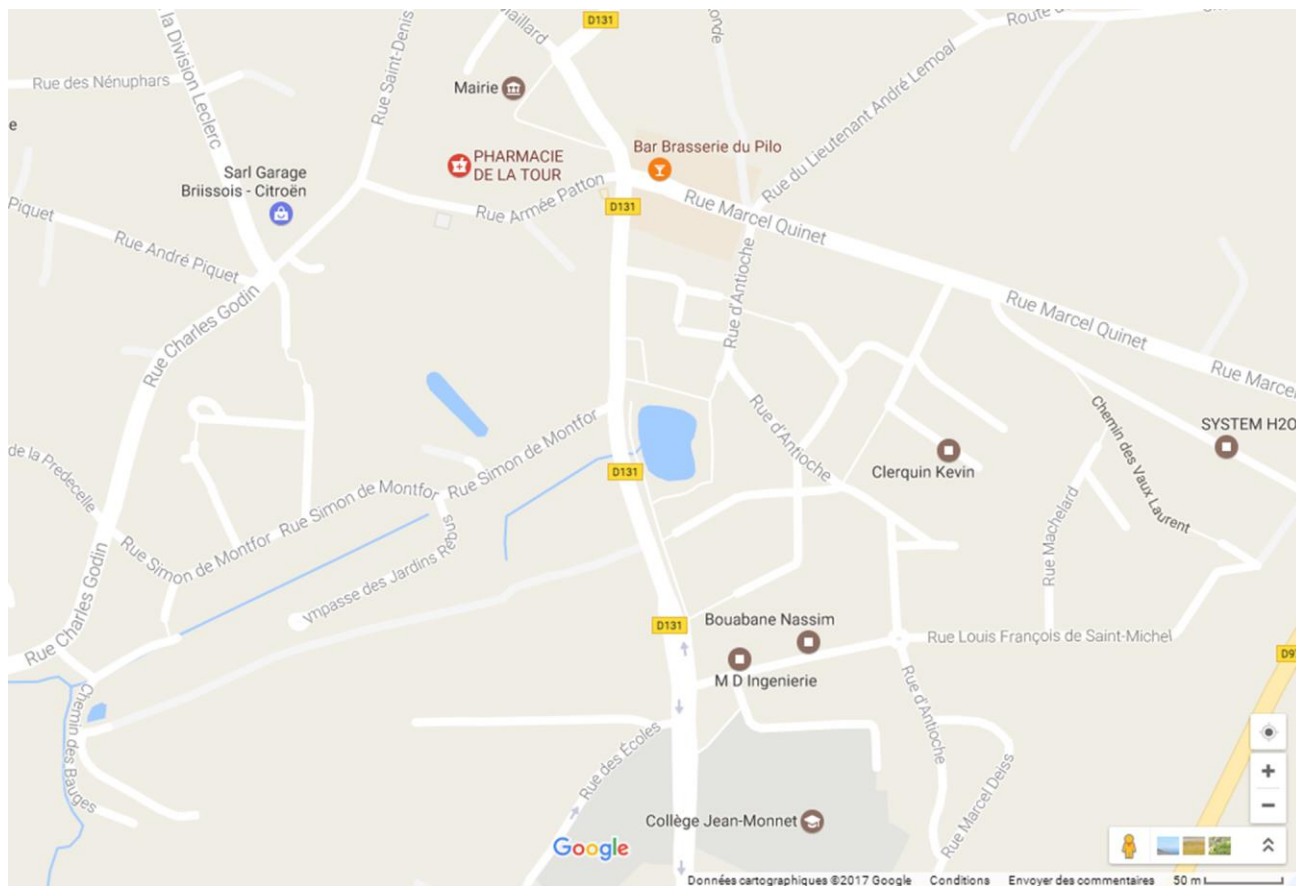 D131
aillard
la Division Leclerc
Rue Saint-Denis
onde
Route
Rue des Nénuphars
Mairie
Rue du Lieutenant André Lemoal
e
Bar Brasserie du Pilo
PHARMACIE
DE LA TOUR
Sarl Garage
Briissois - Citroën
Piquet
Rue Armée Patton
D131
Rue Marcel Quinet
Rue André Piquet
Rue d'Antioche
Rue Charles Godin
Rue Marcel Quinet
Rue Marcel
Rue d'Antioche
Chemin des Vaux Laurent
SYSTEM H2O
de la Predecelle
Rue Simon de Montfor
D131
Clerquin Kevin
Rue Simon de Montfor
Rue Simon de Montfor
Rue Machelard
Impasse des Jardins Rébus
Rue Charles Godin
D131
Bouabane Nassim
Rue Louis François de Saint-Michel
D9
M D Ingenierie
Rue d'Antioche
Chemin des Bauges
Rue des Écoles
Rue Marcel Deiss
Collège Jean-Monnet
Google
Données cartographiques ©2017 Google Conditions Envoyer des commentaires 50 m